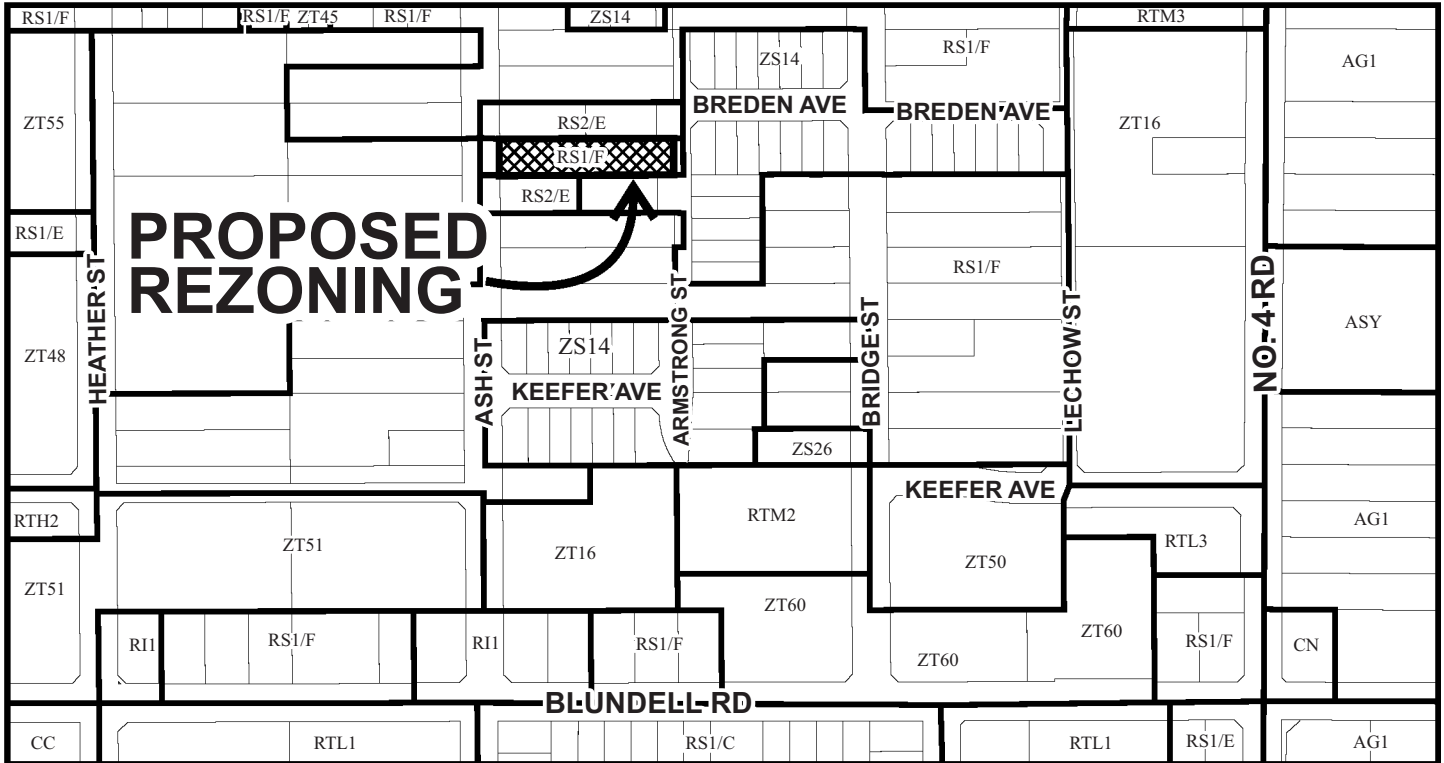 RS1/F
RS1/F
ZT45
RS1/F
ZS14
RTM3
ZS14
RS1/F
AG1
ZT55
BREDEN AVE
BREDEN AVE
ZT16
RS2/E
RS1/F
RS2/E
RS1/E
PROPOSED
REZONING
HEATHER ST
ASH ST
ARMSTRONG ST
BRIDGE ST
LECHOW ST
NO. 4 RD
RS1/F
ASY
ZT48
ZS14
KEEFER AVE
ZS26
KEEFER AVE
RTH2
ZT51
ZT16
RTM2
ZT50
RTL3
AG1
ZT51
ZT60
RI1
RS1/F
RI1
RS1/F
ZT60
ZT60
RS1/F
CN
BLUNDELL RD
CC
RTL1
RS1/C
RTL1
RS1/E
AG1